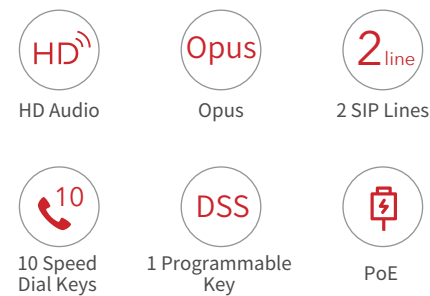 HD
Opus
2 line
HD Audio
Opus
2 SIP Lines
10
DSS
10 Speed
Dial Keys
1 Programmable
Key
PoE